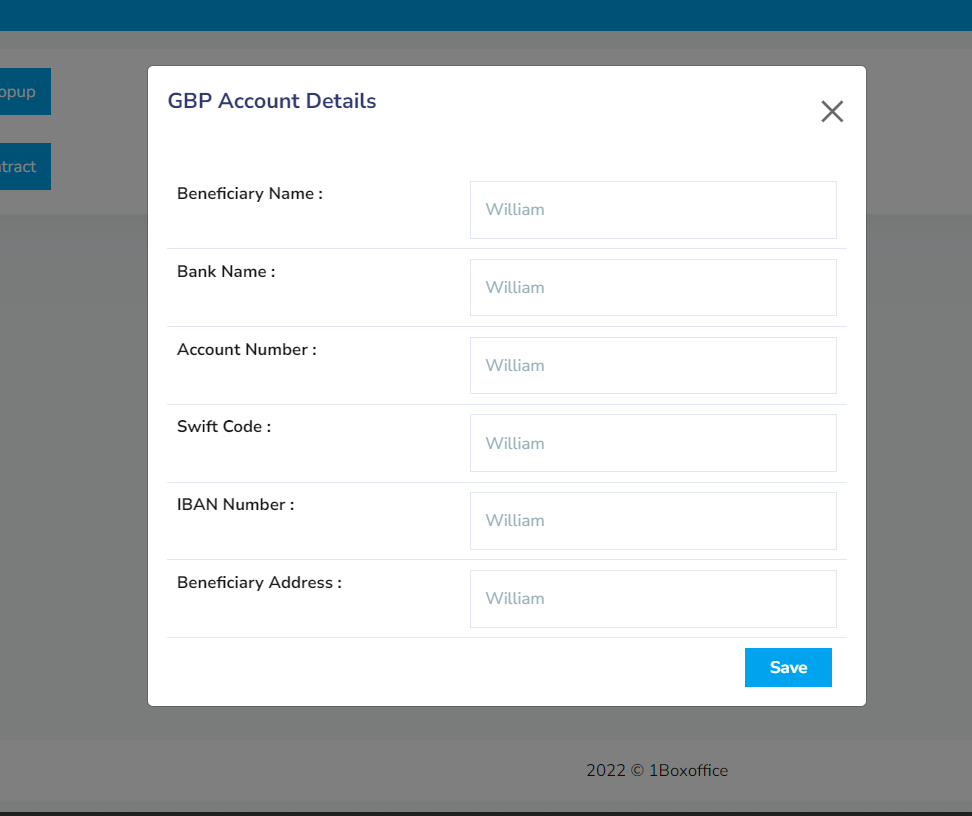 opup
GBP Account Details
tract
Beneficiary Name :
William
Bank Name :
William
Account Number :
William
Swift Code :
William
IBAN Number :
William
Beneficiary Address :
William
Save
2022 © 1Boxoffice